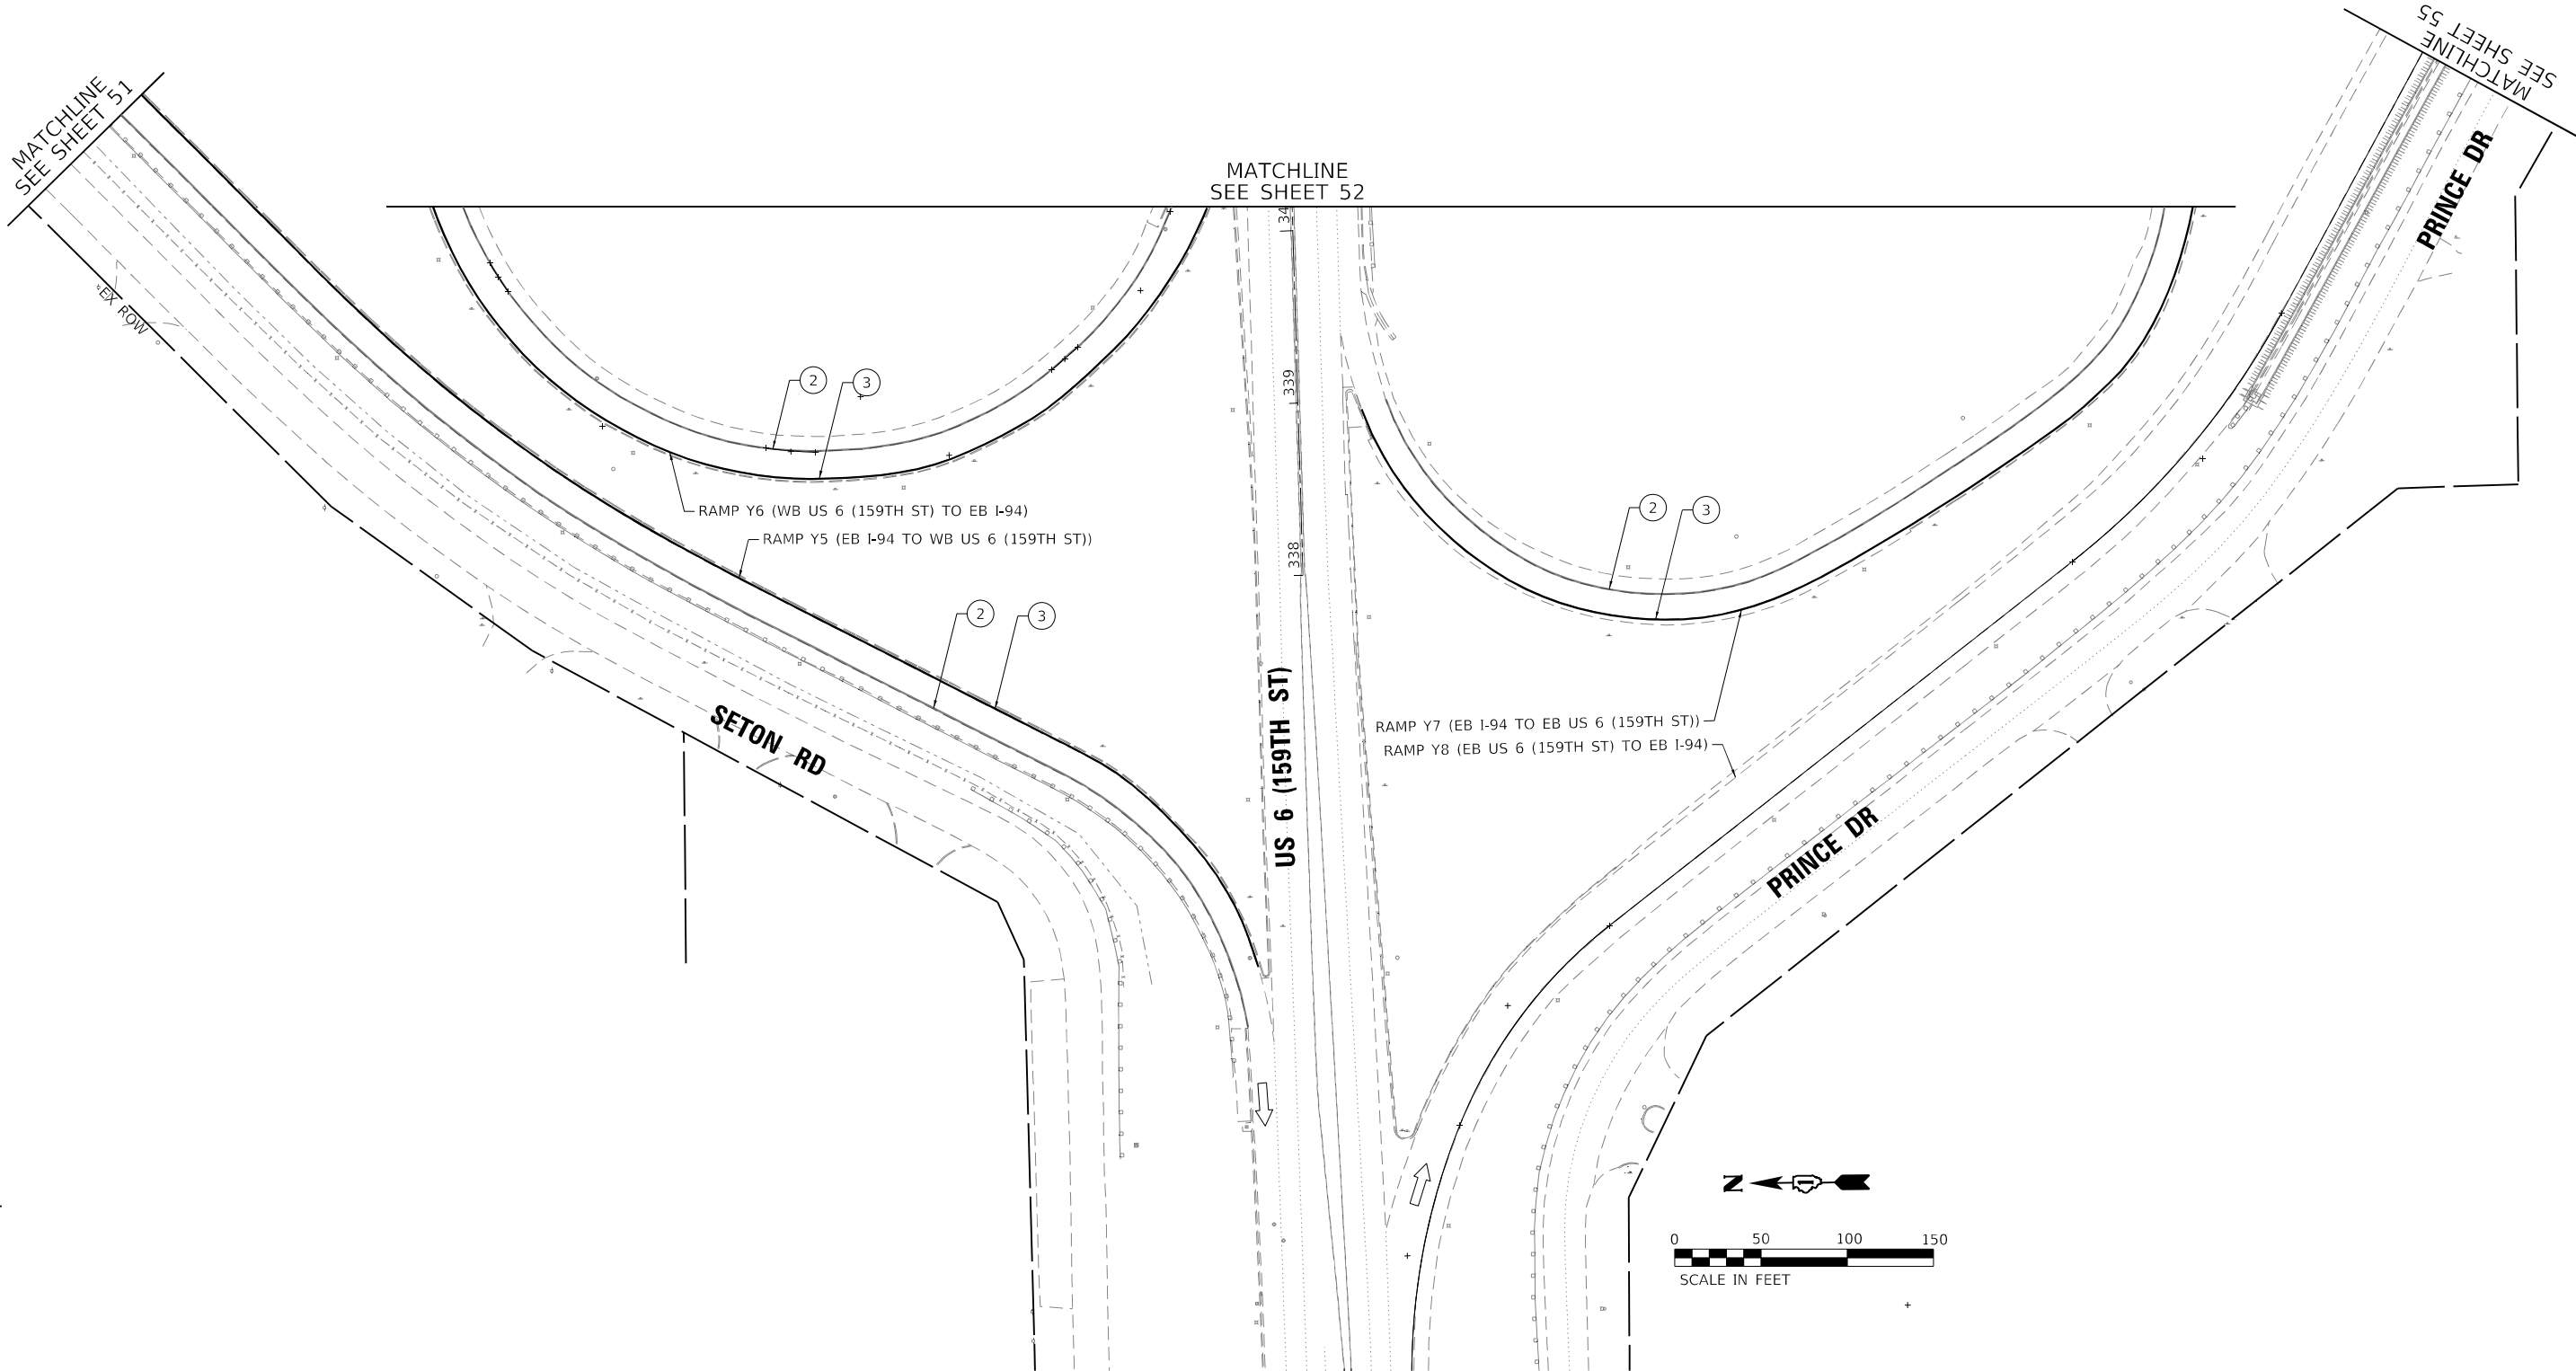 MATCHLINE
SEE SHEET 51
MATCHLINE
SEE SHEET 52
MATCHLINE
SEE SHEET 55
PRINCE DR
EX ROW
34
339
338
2
3
RAMP Y6 (WB US 6 (159TH ST) TO EB I-94)
RAMP Y5 (EB I-94 TO WB US 6 (159TH ST))
2
3
2
3
SETON RD
US 6 (159TH ST)
RAMP Y7 (EB I-94 TO EB US 6 (159TH ST))
RAMP Y8 (EB US 6 (159TH ST) TO EB I-94)
PRINCE DR
N
0 50 100 150
SCALE IN FEET